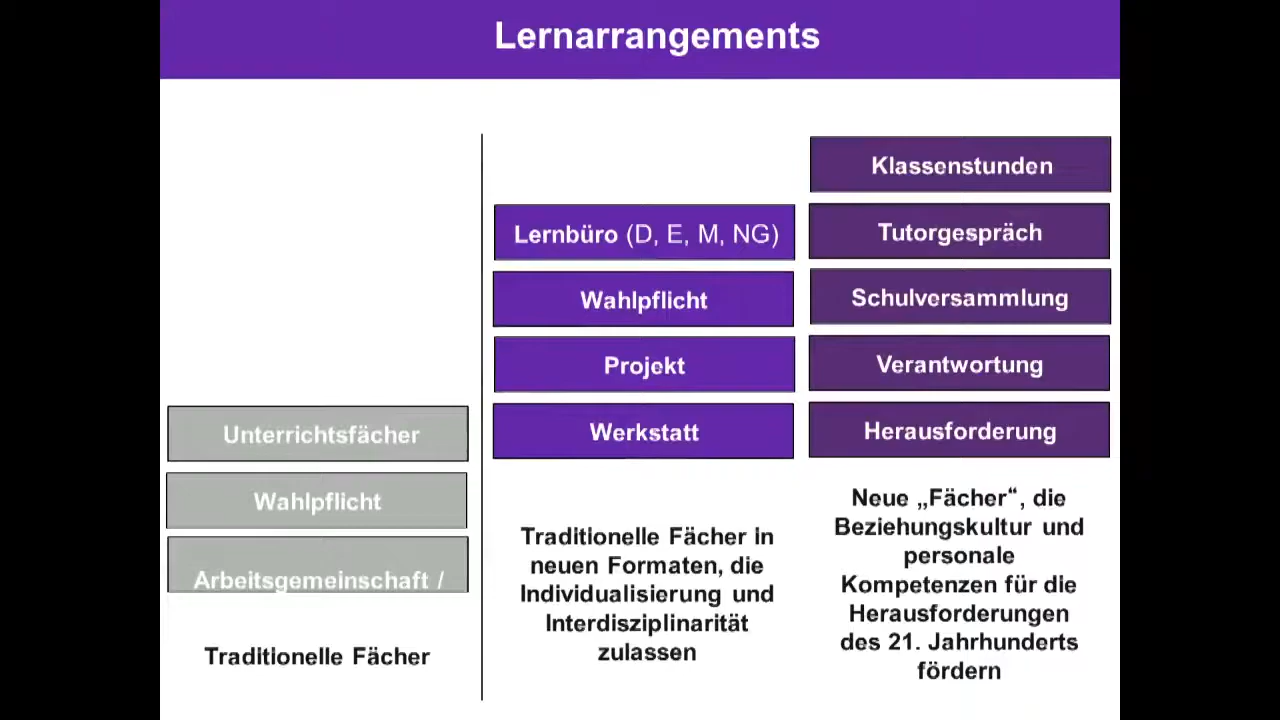 Lernarrangements
Unterrichtsfächer
Wahlpflicht
Arbeitsgemeinschaft /
Traditionelle Fächer
Lernbüro (D, E, M, NG)
Wahlpflicht
Projekt
Werkstatt
Traditionelle Fächer in
neuen Formaten, die
Individualisierung und
Interdisziplinarität
zulassen
Klassenstunden
Tutorgespräch
Schulversammlung
Verantwortung
Herausforderung
Neue „Fächer“, die
Beziehungskultur und
personale
Kompetenzen für die
Herausforderungen
des 21. Jahrhunderts
fördern